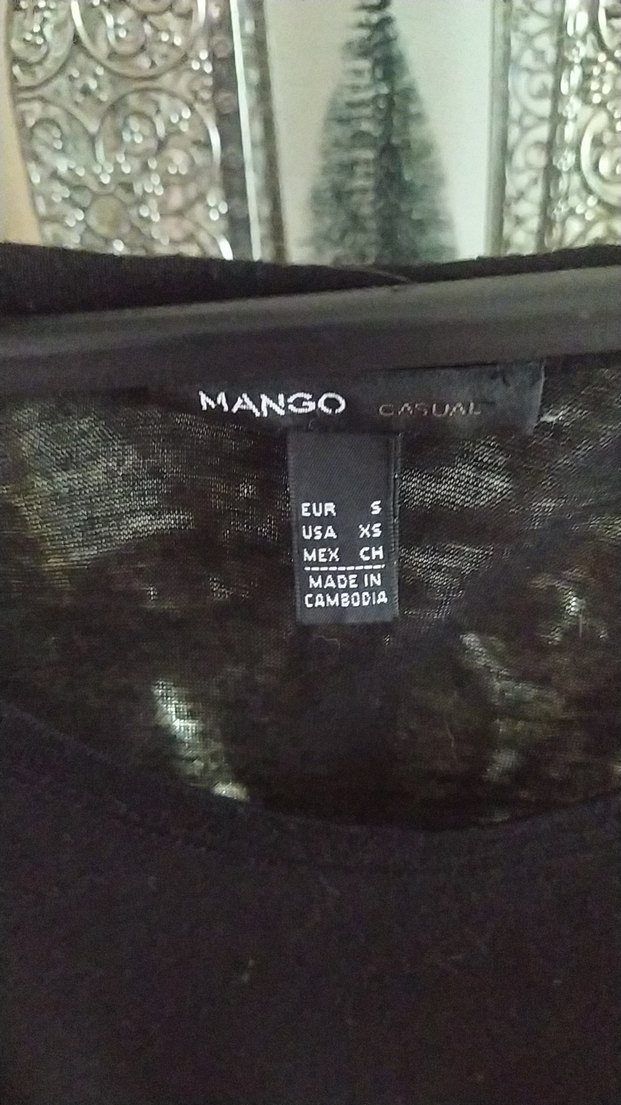 MANGO CASUAL
EUR S
USA XS
MEX CH
MADE IN
CAMBODIA